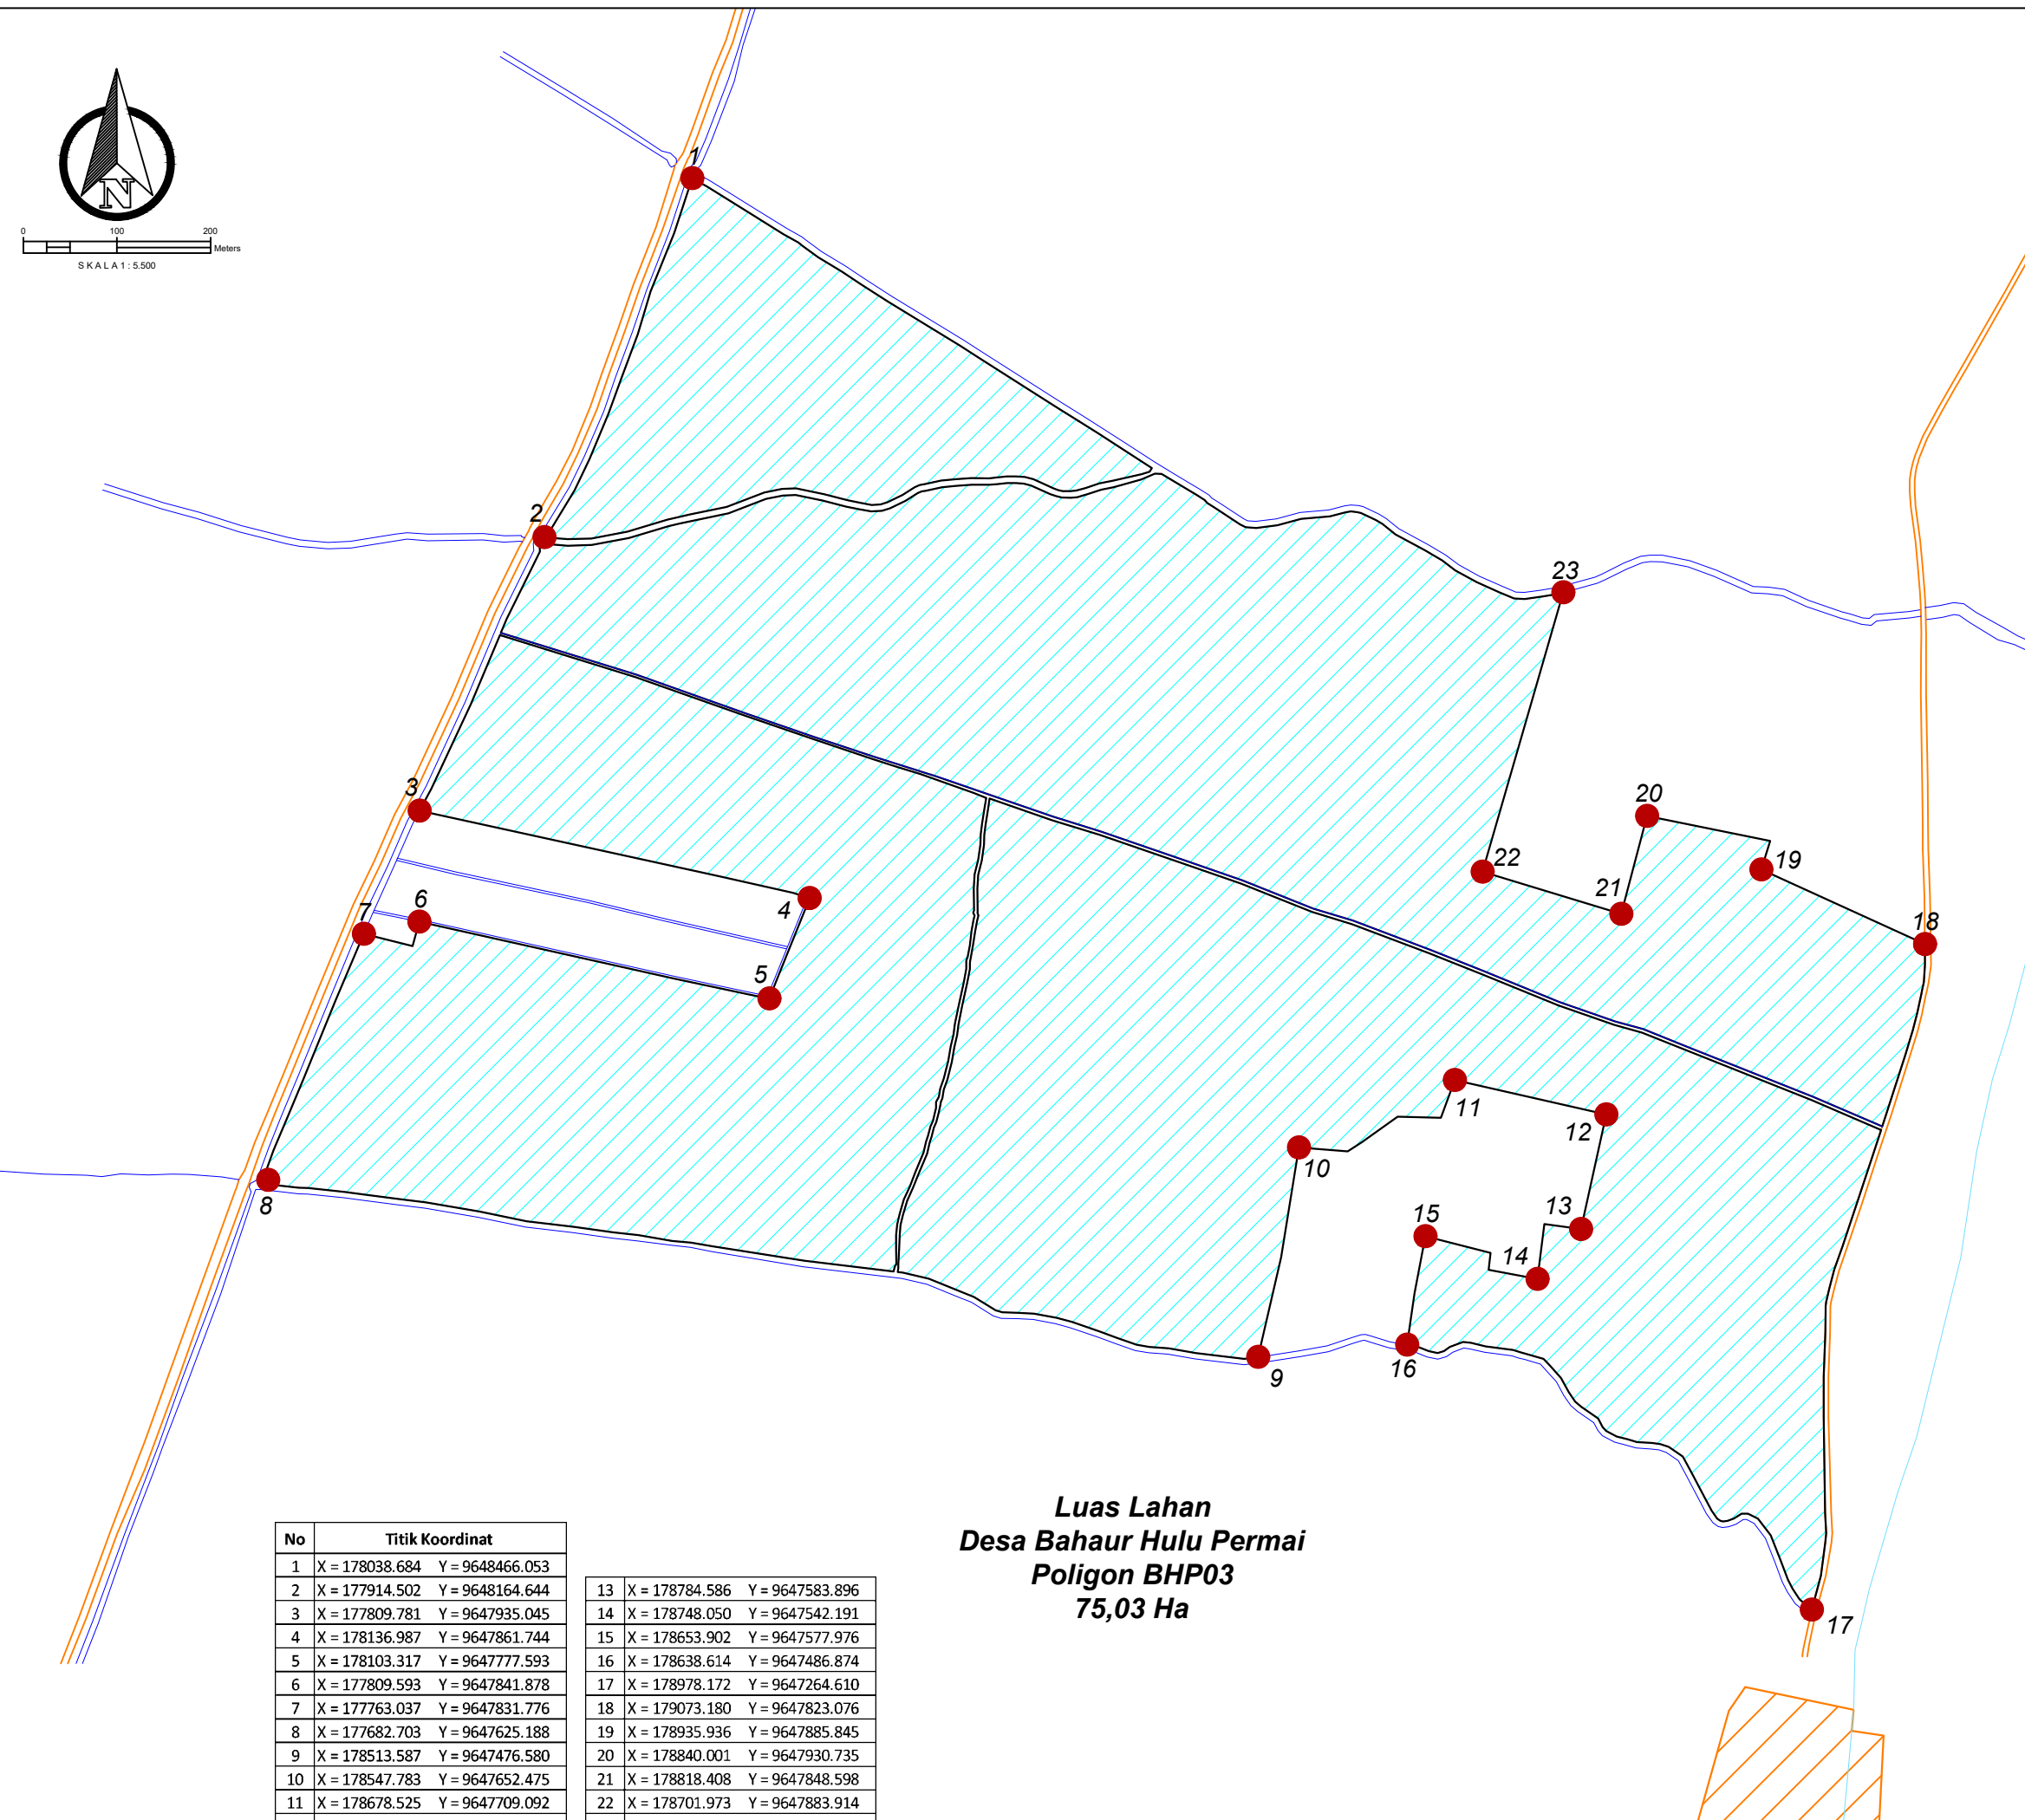 N
0 100 200
Meters
S K A L A 1 : 5.500
1
2
23
3
20
22
19
4
21
6
7
18
5
11
12
10
8
13
15
14
9
16
17
Luas Lahan
Desa Bahaur Hulu Permai
Poligon BHP03
75,03 Ha
No Titik Koordinat
1 X = 178038.684 Y = 9648466.053
2 X = 177914.502 Y = 9648164.644
3 X = 177809.781 Y = 9647935.045
4 X = 178136.987 Y = 9647861.744
5 X = 178103.317 Y = 9647777.593
6 X = 177809.593 Y = 9647841.878
7 X = 177763.037 Y = 9647831.776
8 X = 177682.703 Y = 9647625.188
9 X = 178513.587 Y = 9647476.580
10 X = 178547.783 Y = 9647652.475
11 X = 178678.525 Y = 9647709.092
13 X = 178784.586 Y = 9647583.896
14 X = 178748.050 Y = 9647542.191
15 X = 178653.902 Y = 9647577.976
16 X = 178638.614 Y = 9647486.874
17 X = 178978.172 Y = 9647264.610
18 X = 179073.180 Y = 9647823.076
19 X = 178935.936 Y = 9647885.845
20 X = 178840.001 Y = 9647930.735
21 X = 178818.408 Y = 9647848.598
22 X = 178701.973 Y = 9647883.914